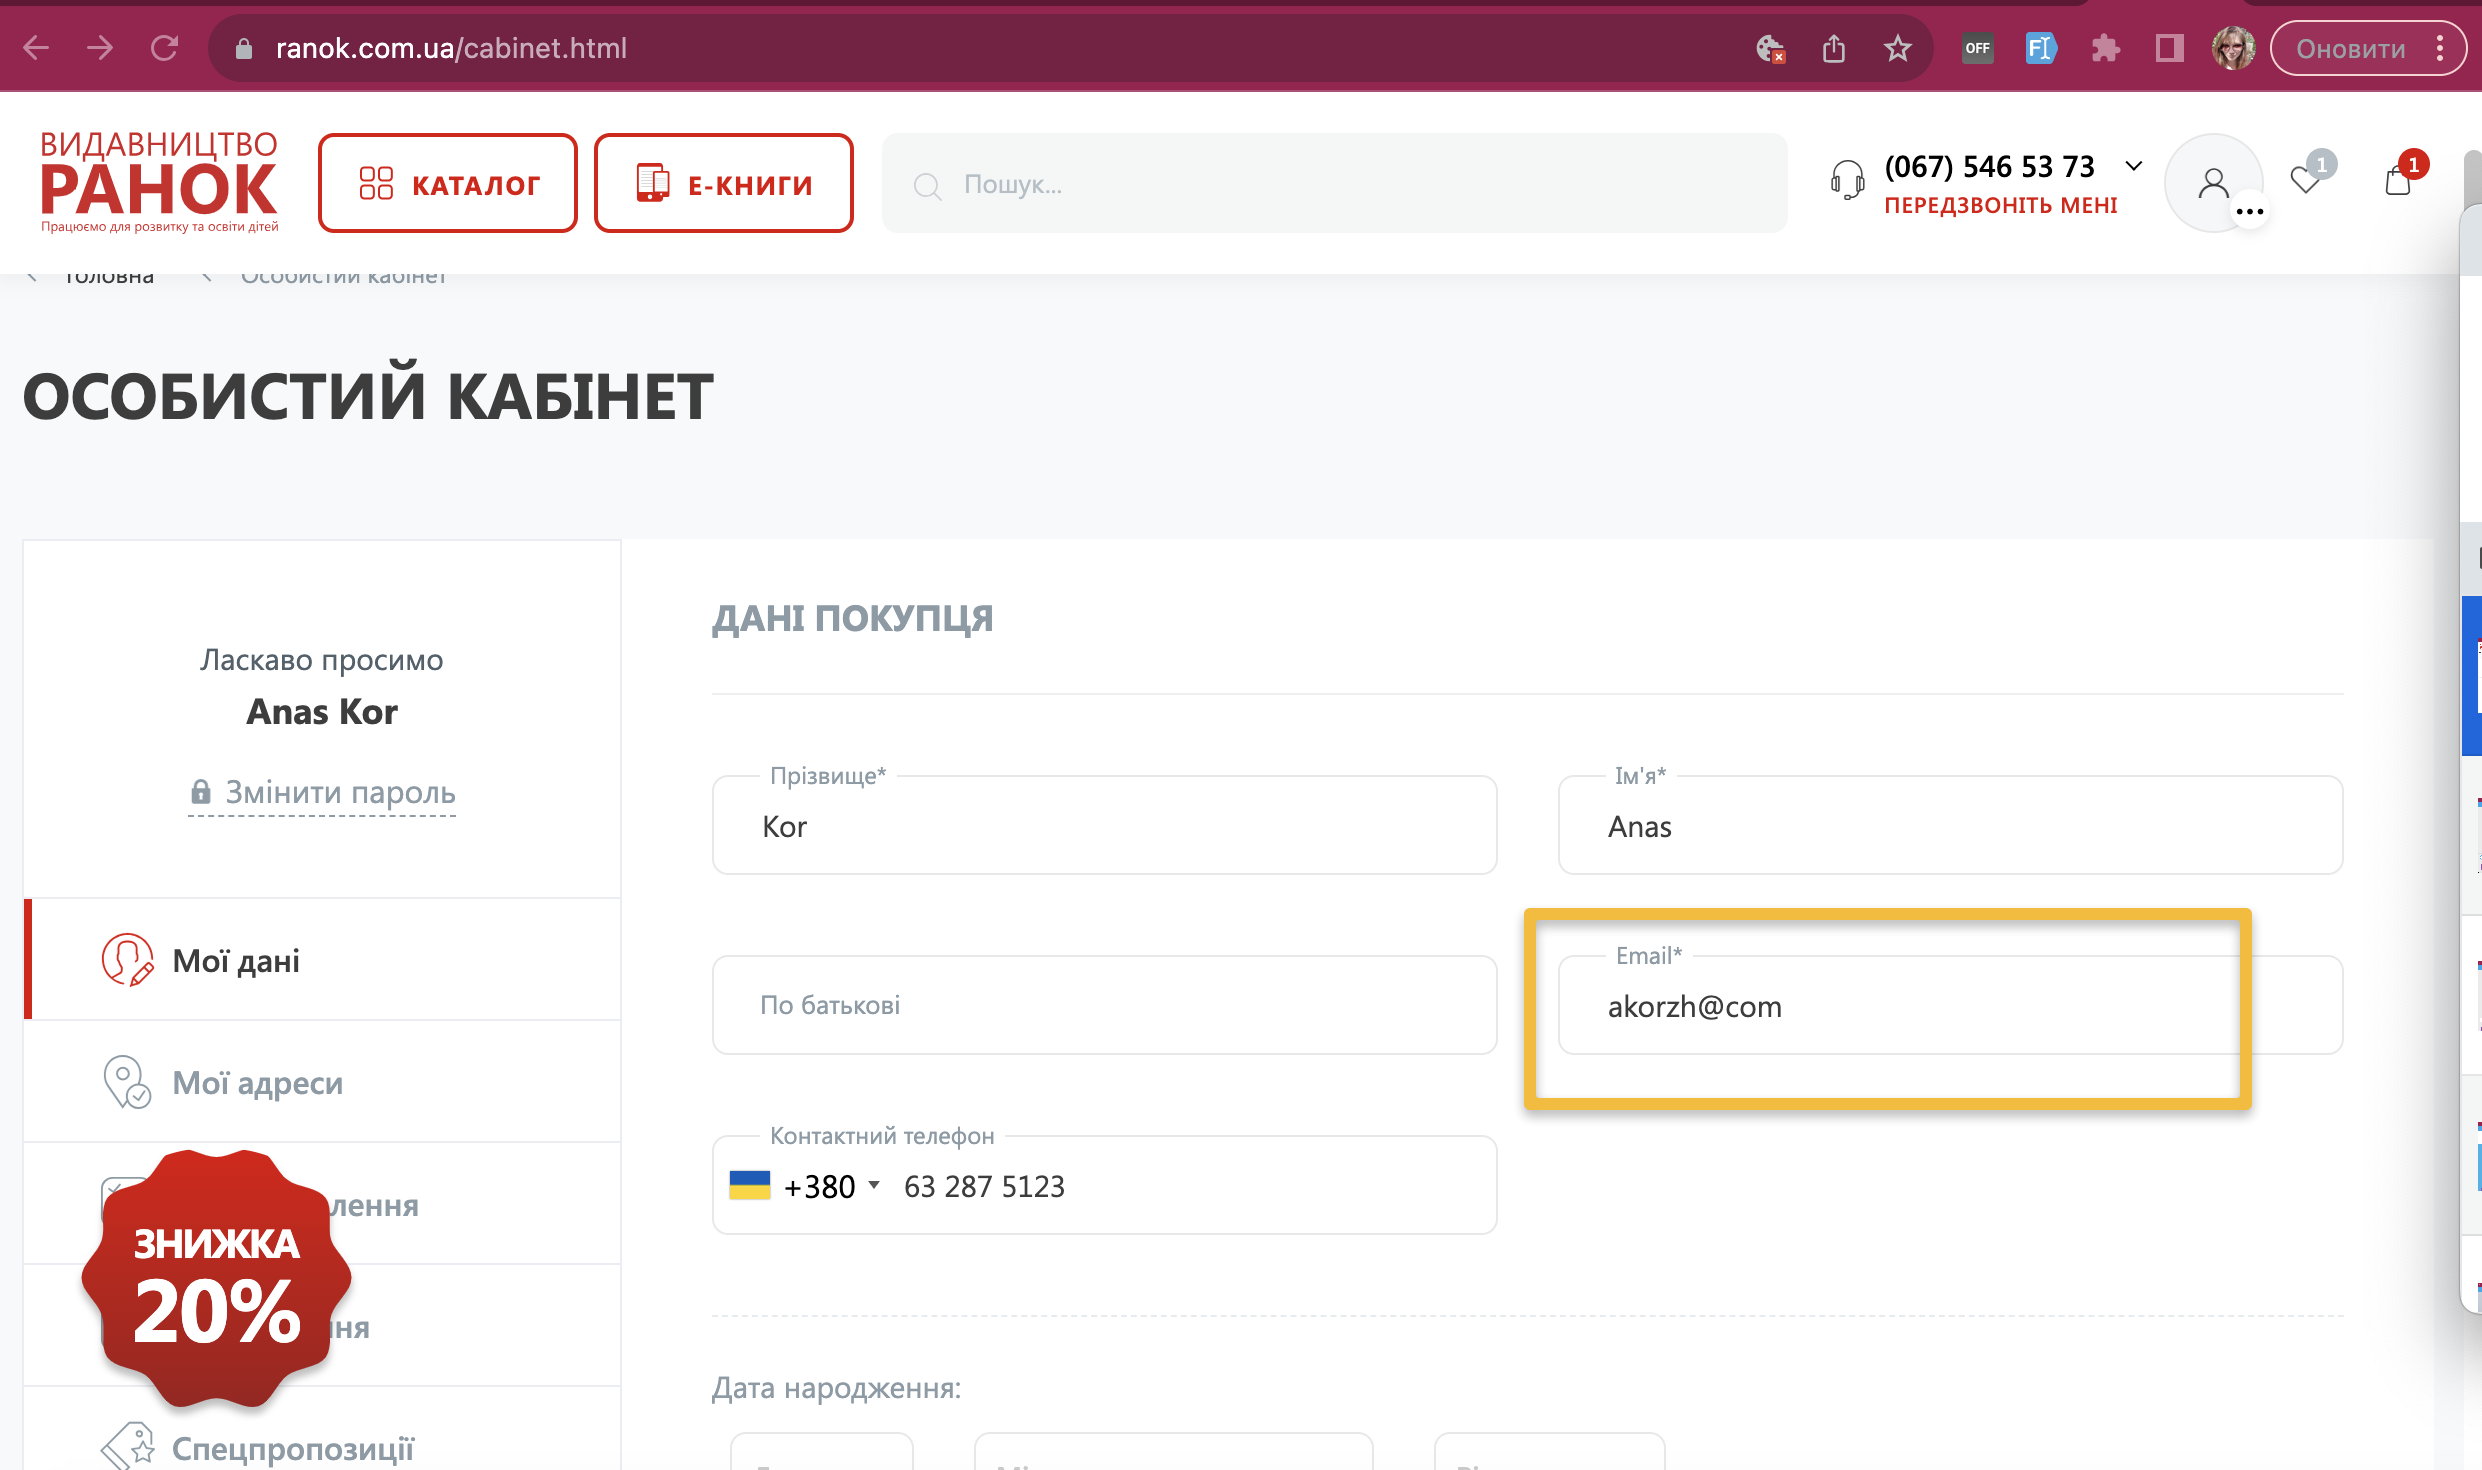 ranok.com.ua/cabinet.html
OFF
Оновити
ВИДАВНИЦТВО
РАНОК
Працюємо для розвитку та освіти дітей
КАТАЛОГ
Е-КНИГИ
Пошук...
(067) 546 53 73
ПЕРЕДЗВОНІТЬ МЕНІ
1
1
Головна
Особистий кабінет
ОСОБИСТИЙ КАБІНЕТ
Ласкаво просимо
Anas Kor
Змінити пароль
Мої дані
Мої адреси
лення
ння
ЗНИЖКА
20%
Спецпропозиції
ДАНІ ПОКУПЦЯ
Прізвище*
Kor
Ім'я*
Anas
По батькові
Email*
akorzh@com
Контактний телефон
+380
63 287 5123
Дата народження: